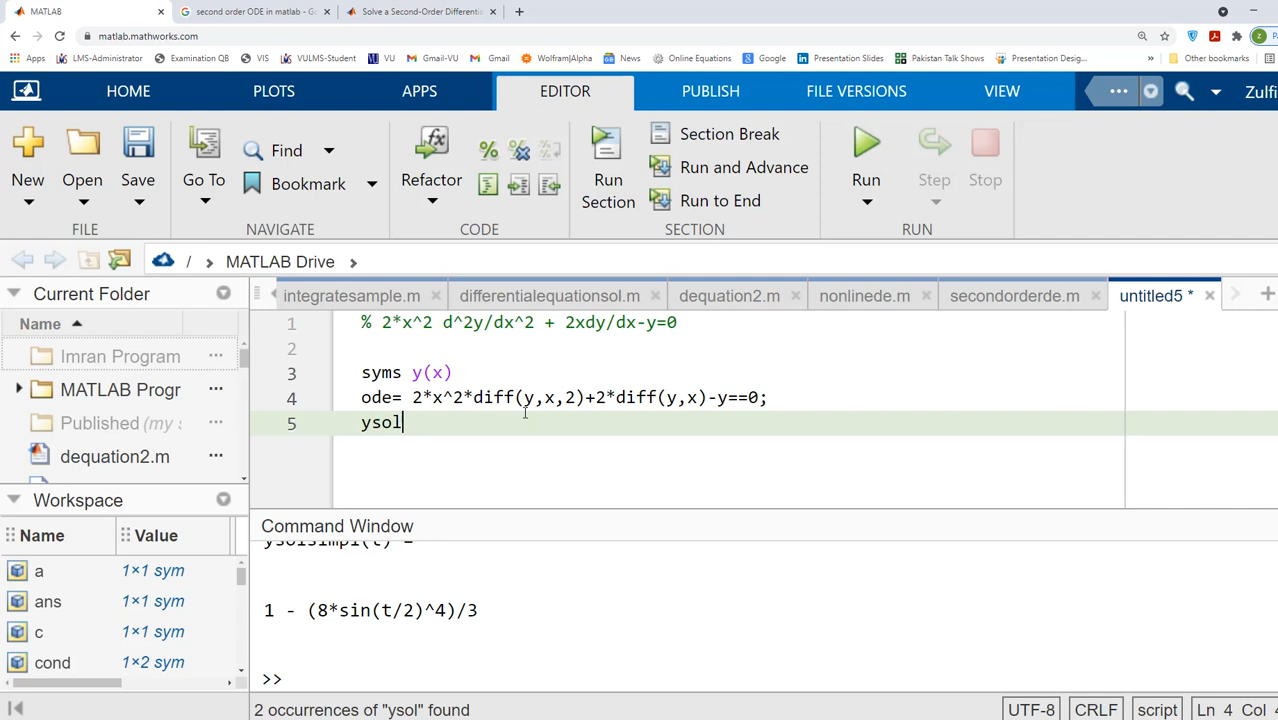 MATLAB
second order ODE in matlab - Go
Solve a Second-Order Differenti
matlab.mathworks.com
Apps LMS-Administrator Examination QB VIS VULMS-Student VU Gmail-VU Gmail Wolfram|Alpha News Online Equations Google Presentation Slides Pakistan Talk Shows Presentation Desig... » Other bookmarks
HOME PLOTS APPS EDITOR PUBLISH FILE VERSIONS VIEW ••• Zulfi
New Open Save Go To Find Bookmark Refactor Run Section Section Break Run and Advance Run to End Run Step Stop
FILE NAVIGATE CODE SECTION RUN
/ MATLAB Drive
Current Folder
integratesample.m differentialequationsol.m dequation2.m nonlinede.m secondorderde.m untitled5 *
Name
Imran Program ...
MATLAB Progr ...
Published (my s ...
dequation2.m ...
1 % 2*x^2 d^2y/dx^2 + 2xdy/dx-y=0
2
3 syms y(x)
4 ode= 2*x^2*diff(y,x,2)+2*diff(y,x)-y==0;
5 ysol
Workspace
Name Value
a 1×1 sym
ans 1×1 sym
c 1×1 sym
cond 1×2 sym
Command Window
ysolsimpl(t) =
1 - (8*sin(t/2)^4)/3
>>
2 occurrences of "ysol" found
UTF-8 CRLF script Ln 4 Col